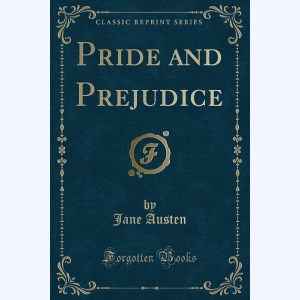 CLASSIC REPRINT SERIES
PRIDE AND
PREJUDICE
F
by
Jane Austen
Forgotten Books